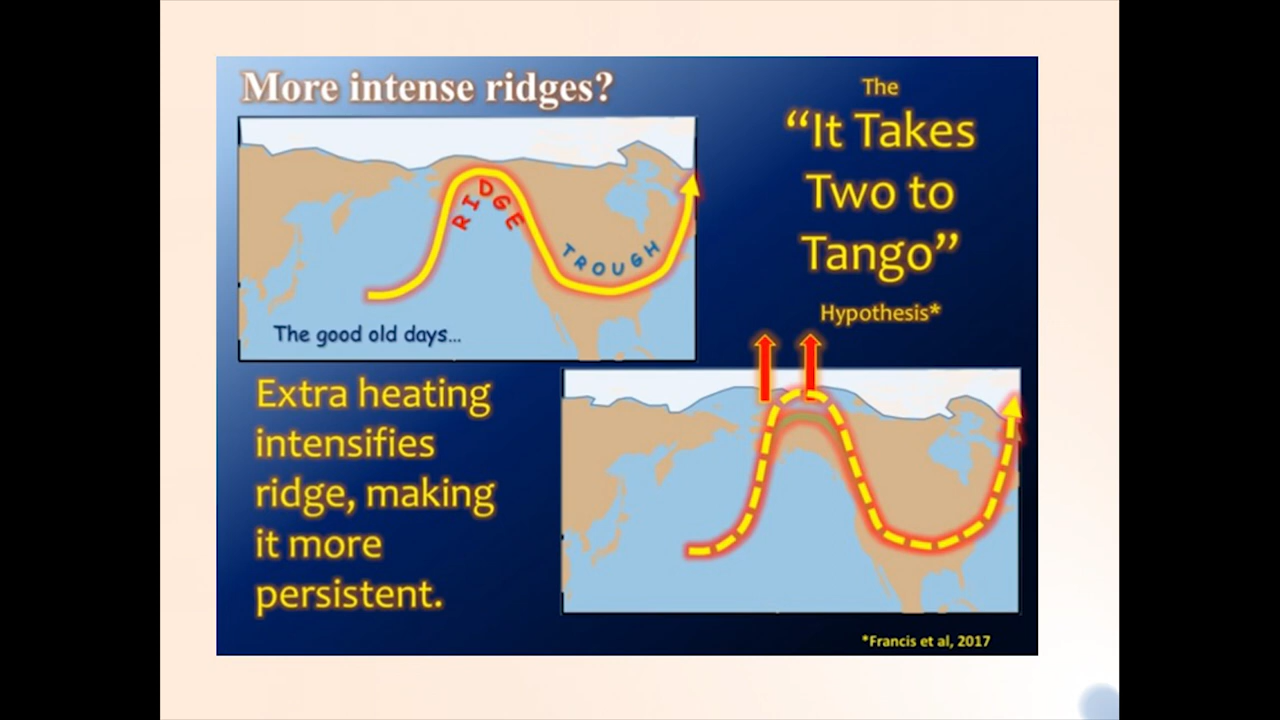 More intense ridges?
RIDGE
TROUGH
The good old days...
The
“It Takes
Two to
Tango”
Hypothesis*
Extra heating
intensifies
ridge, making
it more
persistent.
*Francis et al, 2017